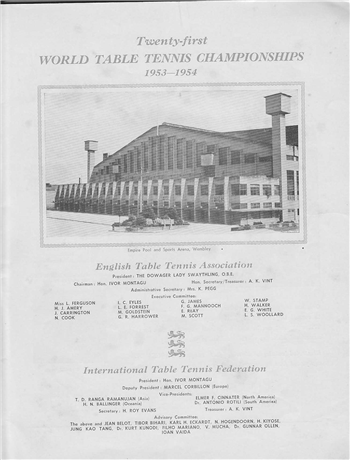 Twenty-first
WORLD TABLE TENNIS CHAMPIONSHIPS
1953—1954
Empire Pool and Sports Arena, Wembley
English Table Tennis Association
President: THE DOWAGER LADY SWAYTHLING, O.B.E.
Chairman: Hon. IVOR MONTAGU Hon. Secretary/Treasurer: A. K. VINT
Administrative Secretary: Mrs. K. PEGG
Executive Committee:
Miss L. FERGUSON I. C. EYLES G. JAMES W. STAMP
H. J. AMERY L. E. FORREST F. G. MANNOOCH H. WALKER
J. CARRINGTON M. GOLDSTEIN E. REAY E. G. WHITE
N. COOK G. R. HARROWER M. SCOTT L. S. WOOLLARD
International Table Tennis Federation
President: Hon. IVOR MONTAGU
Deputy President: MARCEL CORBILLON (Europe)
Vice-Presidents:
T. D. RANGA RAMANUJAN (Asia) ELMER F. CINNATER (North America)
H. N. BALLINGER (Oceania) Dr. ANTONIO ROTILI (South America)
Secretary: H. ROY EVANS Treasurer: A. K. VINT
Advisory Committee:
The above and JEAN BELOT, TIBOR BIHARI, KARL H. ECKARDT, N. HOGENDOORN, H. KIYOSE,
JUNG KAO TANG, Dr. KURT KUNDEL, FILHO MARIANO, V. MUCHA, Dr. GUNNAR OLLEN,
IOAN VAIDA